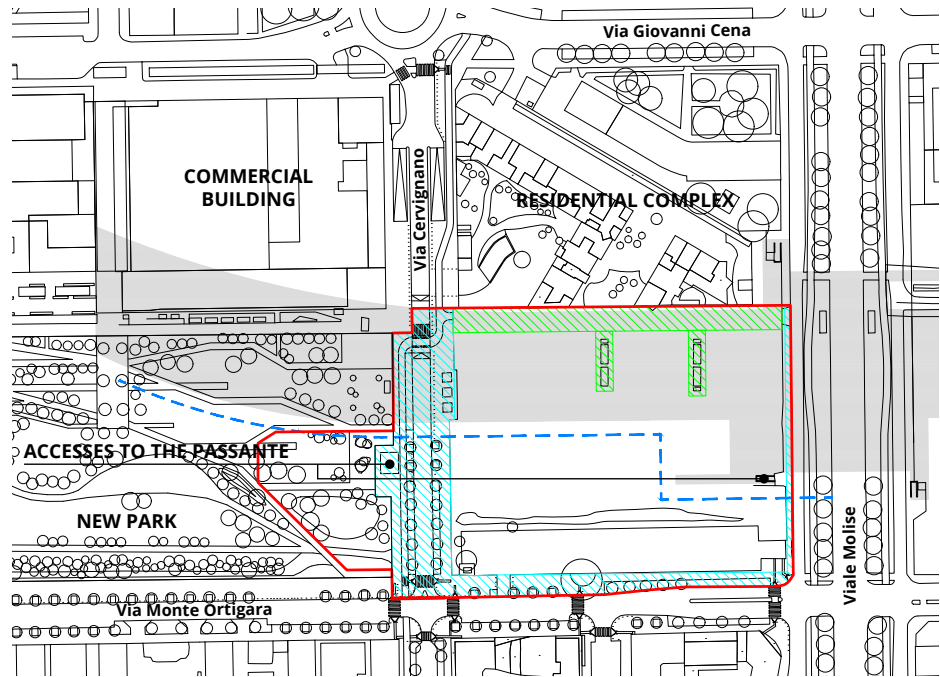 Via Giovanni Cena
COMMERCIAL
BUILDING
Via Cervignano
RESIDENTIAL COMPLEX
ACCESSES TO THE PASSANTE
NEW PARK
Viale Molise
Via Monte Ortigara